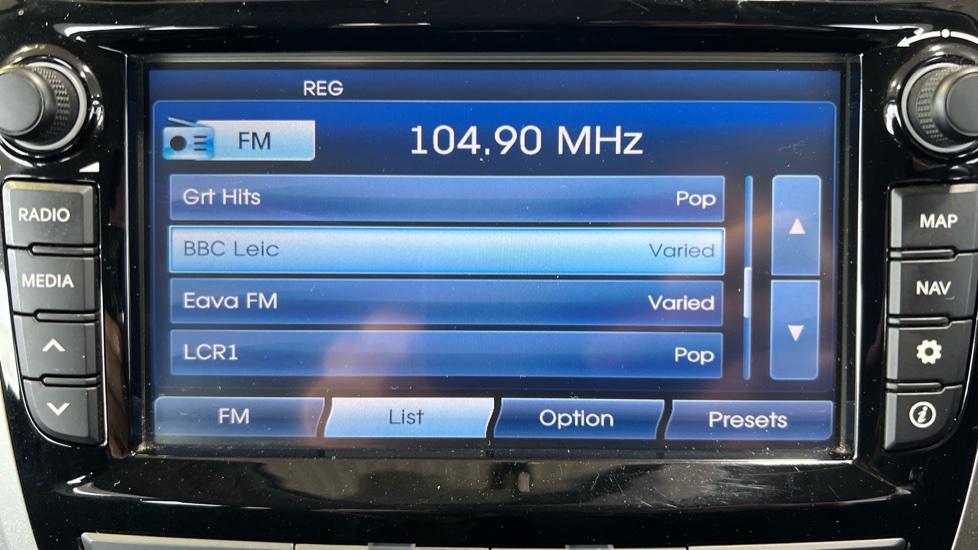 REG
FM 104.90 MHz
Grt Hits Pop
BBC Leic Varied
Eava FM Varied
LCR1 Pop
FM List Option Presets
RADIO
MEDIA
MAP
NAV
i